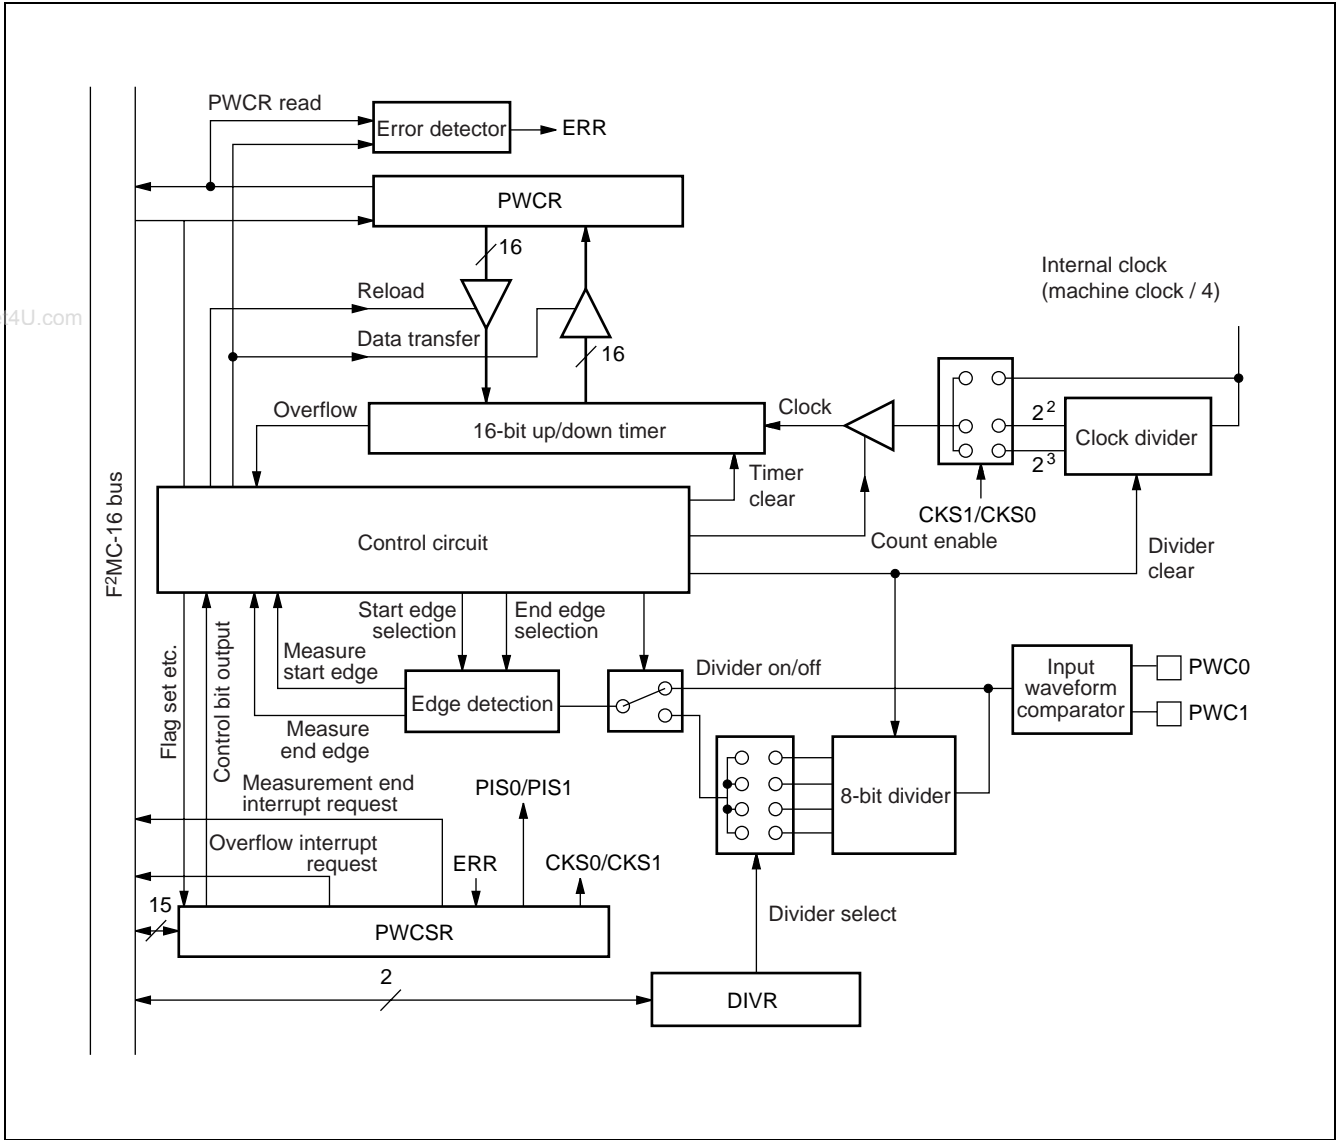 PWCR read
Error detector
ERR
PWCR
16
Internal clock
(machine clock / 4)
Reload
4U.com
Data transfer
16
Overflow
16-bit up/down timer
Clock
2²
2³
Clock divider
Timer
clear
CKS1/CKS0
Count enable
Control circuit
Divider
clear
F²MC-16 bus
Flag set etc.
Control bit output
Start edge
selection
End edge
selection
Measure
start edge
Edge detection
Measure
end edge
Divider on/off
Input
waveform
comparator
PWC0
PWC1
Measurement end
interrupt request
PIS0/PIS1
8-bit divider
Overflow interrupt
request
ERR
CKS0/CKS1
15
PWCSR
Divider select
2
DIVR